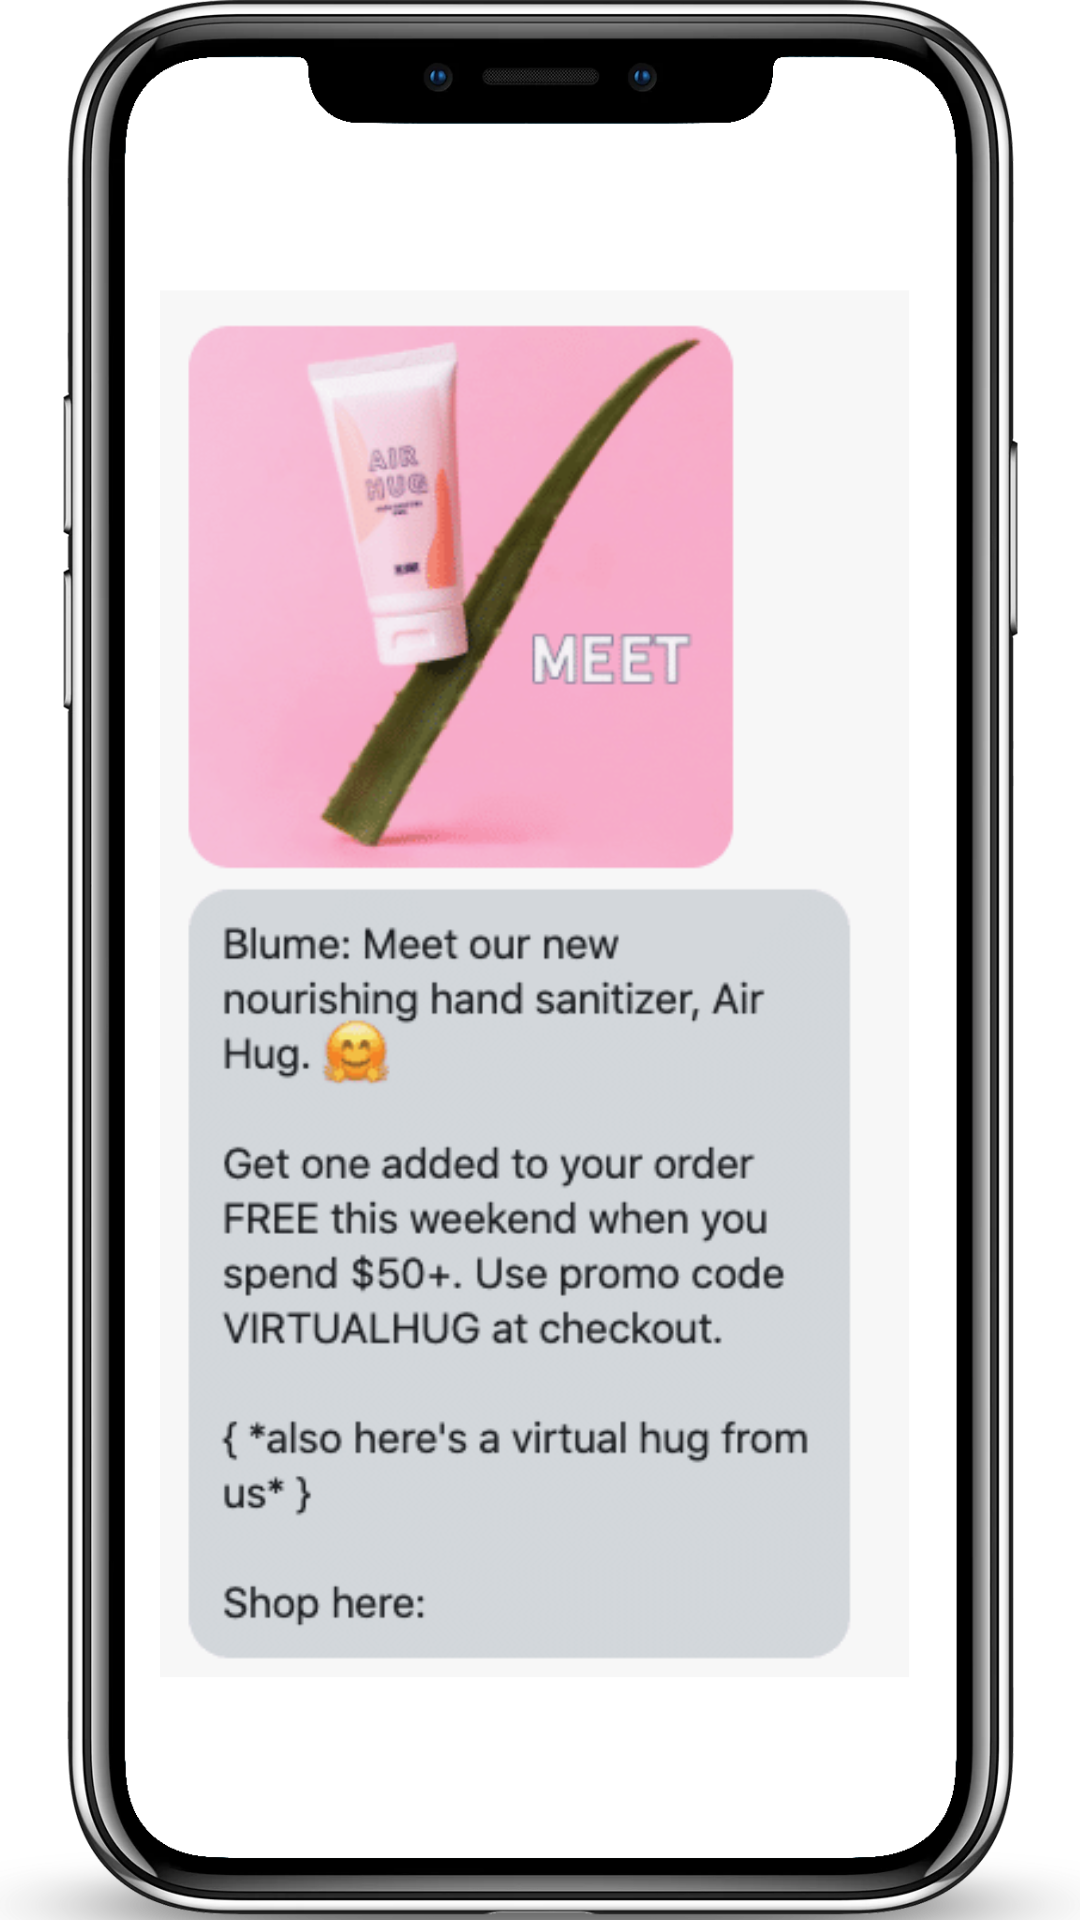 AIR
HUG
MEET
Blume: Meet our new
nourishing hand sanitizer, Air
Hug. 🤗
Get one added to your order
FREE this weekend when you
spend $50+. Use promo code
VIRTUALHUG at checkout.
{ *also here's a virtual hug from
us* }
Shop here: